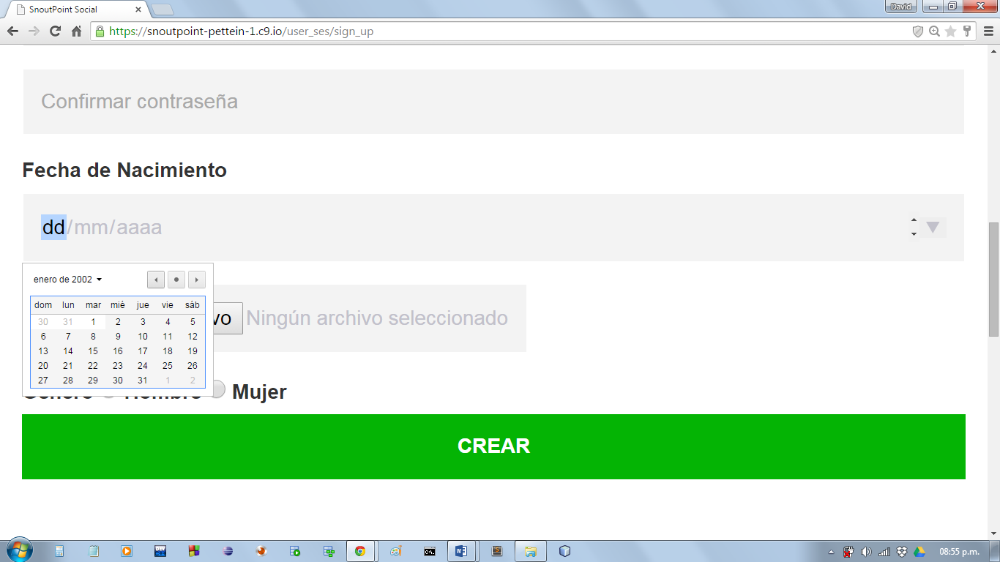 SnoutPoint Social
David
https://snoutpoint-pettein-1.c9.io/user_ses/sign_up
Confirmar contraseña
Fecha de Nacimiento
dd/mm/aaaa
enero de 2002
dom lun mar mié jue vie sáb
30 31 1 2 3 4 5
6 7 8 9 10 11 12
13 14 15 16 17 18 19
20 21 22 23 24 25 26
27 28 29 30 31 1 2
vo Ningún archivo seleccionado
Mujer
CREAR
08:55 p.m.